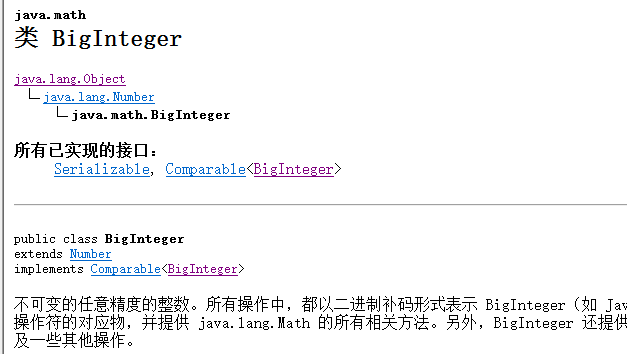 java.math
类 BigInteger
java.lang.Object
java.lang.Number
java.math.BigInteger
所有已实现的接口：
Serializable, Comparable<BigInteger>
public class BigInteger
extends Number
implements Comparable<BigInteger>
不可变的任意精度的整数。所有操作中，都以二进制补码形式表示 BigInteger（如 Jav
操作符的对应物，并提供 java.lang.Math 的所有相关方法。另外，BigInteger 还提供
及一些其他操作。